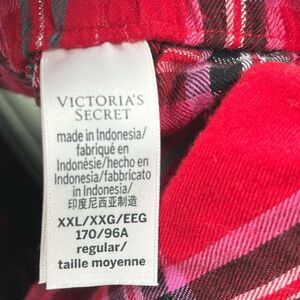 VICTORIA'S
SECRET
made in Indonesia/
fabriqué en
Indonésie/hecho en
Indonesia/fabbricato
in Indonesia/
印度尼西亚制造
XXL/XXG/EEG
170/96A
regular/
taille moyenne